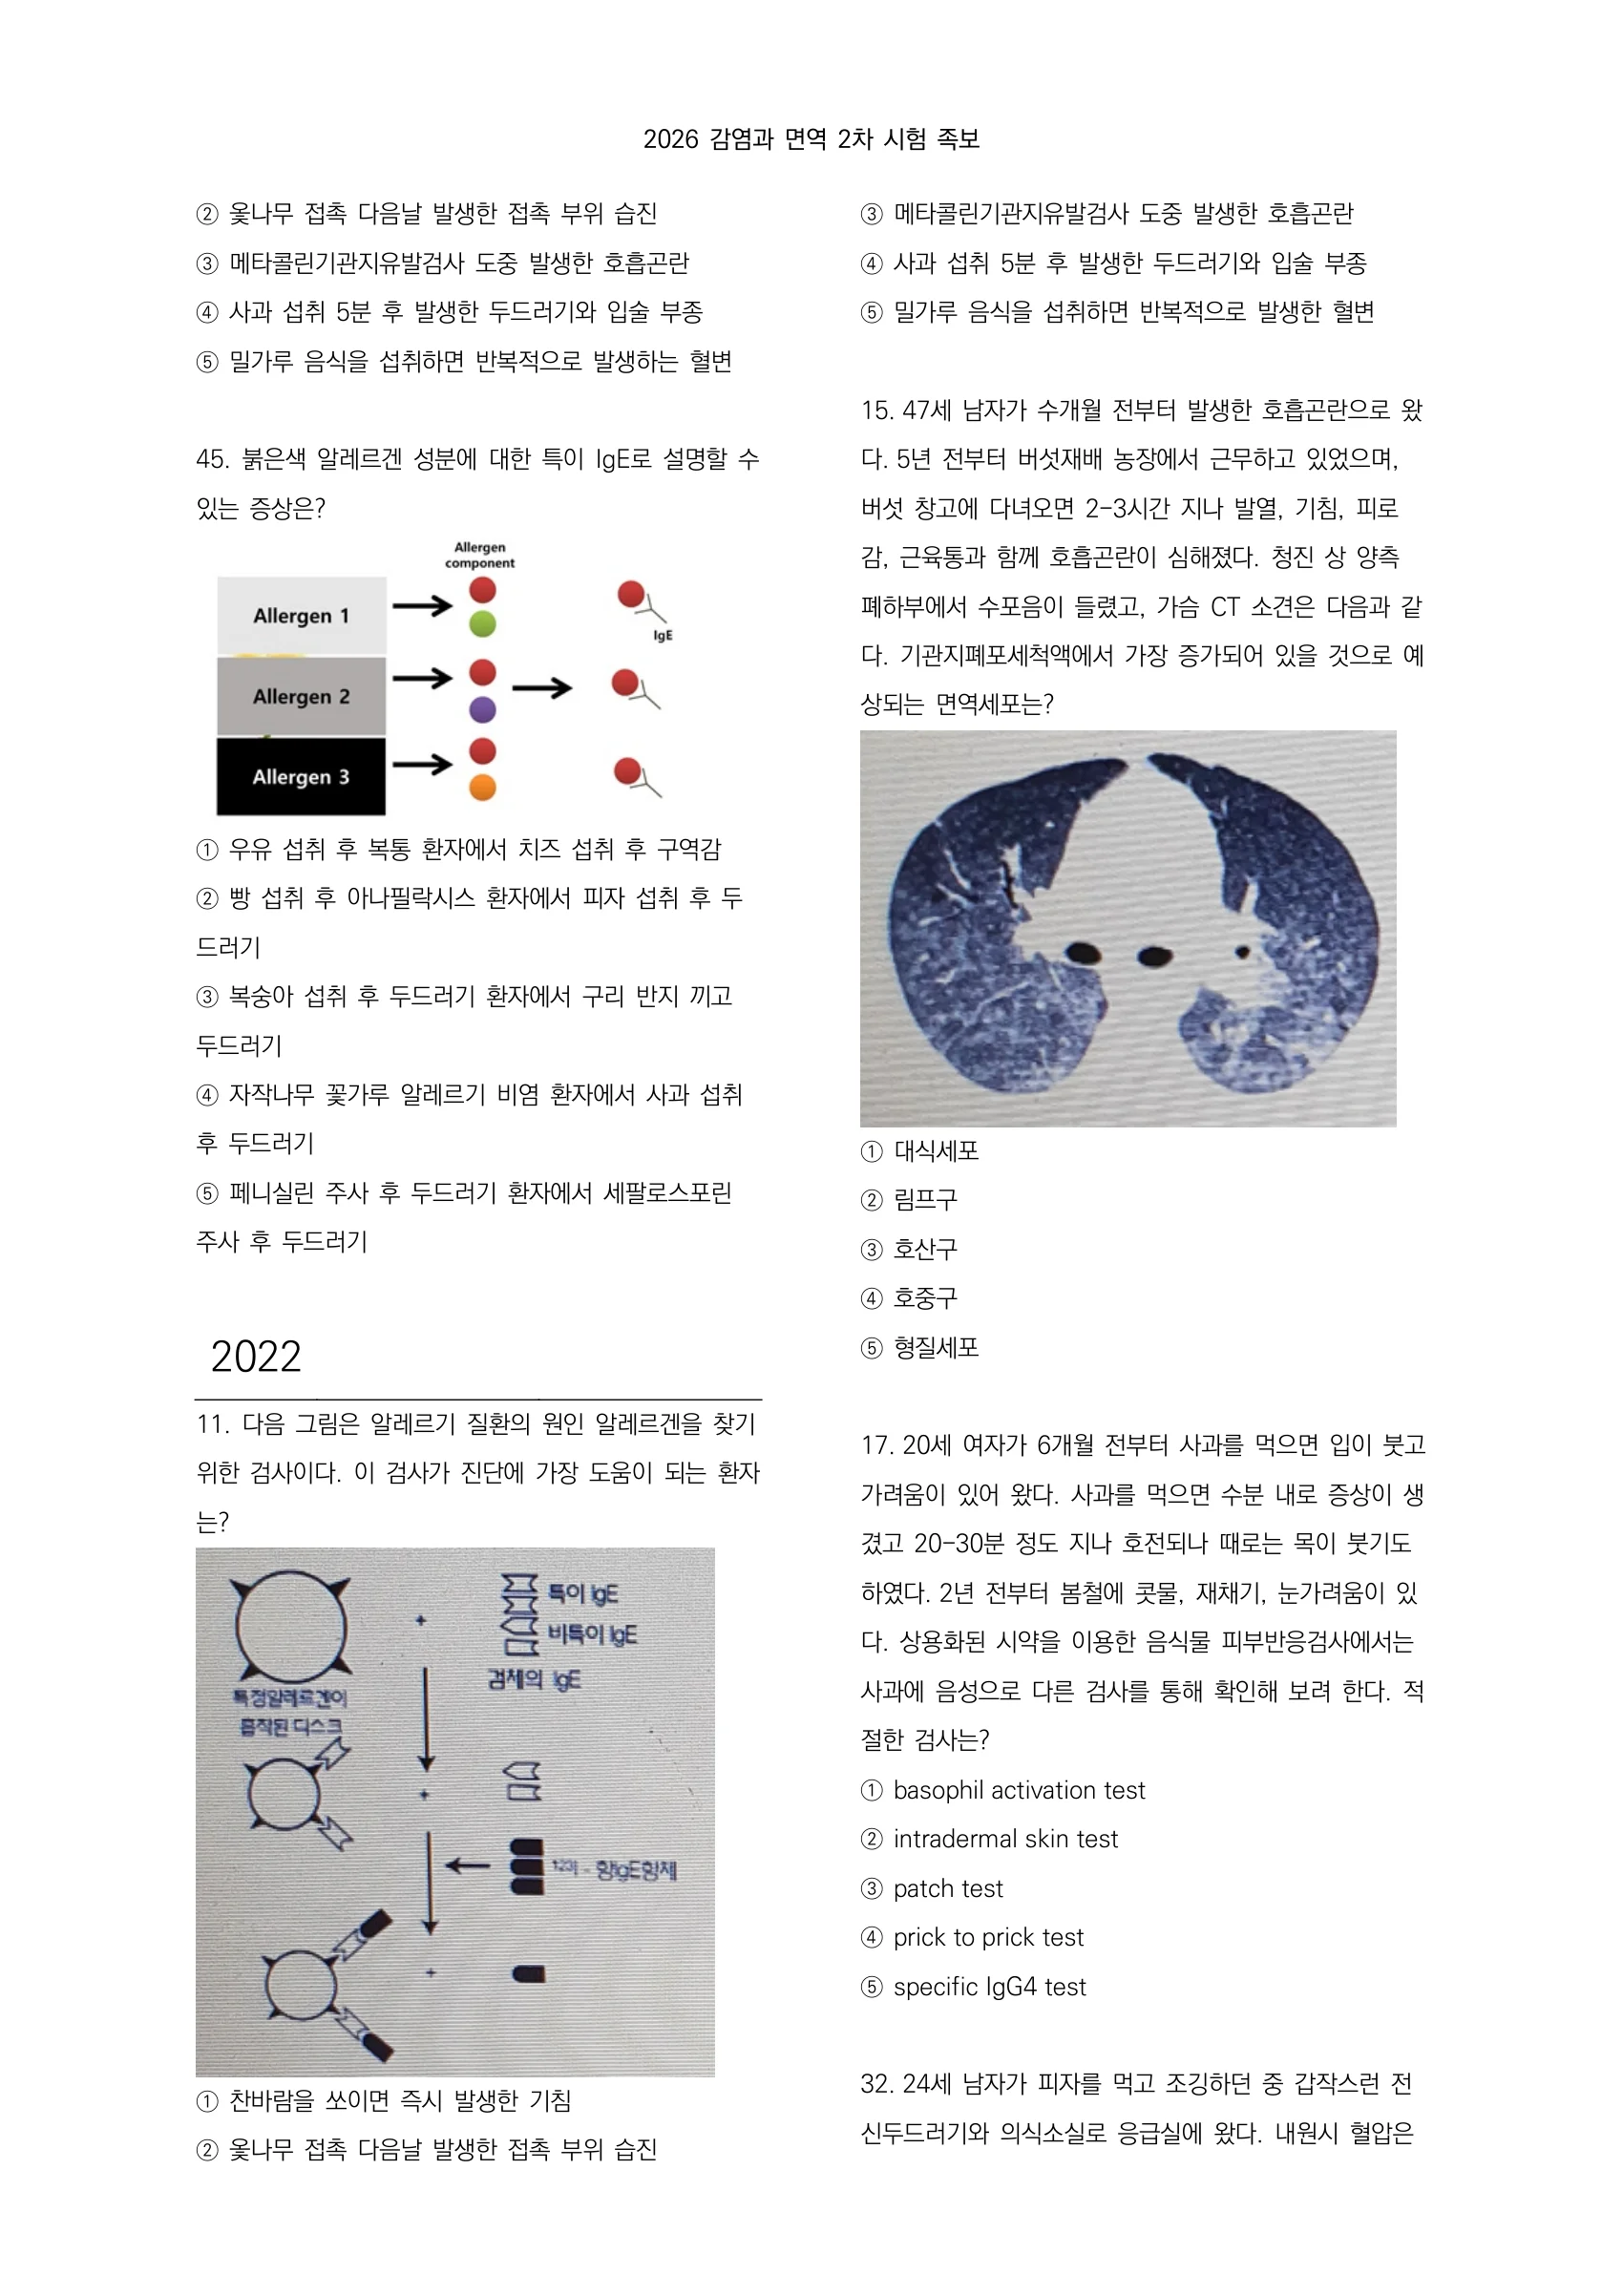 2026 감염과 면역 2차 시험 족보
② 옻나무 접촉 다음날 발생한 접촉 부위 습진
③ 메타콜린기관지유발검사 도중 발생한 호흡곤란
④ 사과 섭취 5분 후 발생한 두드러기와 입술 부종
⑤ 밀가루 음식을 섭취하면 반복적으로 발생하는 혈변
45. 붉은색 알레르겐 성분에 대한 특이 IgE로 설명할 수
있는 증상은?
Allergen
component
Allergen 1
IgE
Allergen 2
Allergen 3
① 우유 섭취 후 복통 환자에서 치즈 섭취 후 구역감
② 빵 섭취 후 아나필락시스 환자에서 피자 섭취 후 두
드러기
③ 복숭아 섭취 후 두드러기 환자에서 구리 반지 끼고
두드러기
④ 자작나무 꽃가루 알레르기 비염 환자에서 사과 섭취
후 두드러기
⑤ 페니실린 주사 후 두드러기 환자에서 세팔로스포린
주사 후 두드러기
2022
11. 다음 그림은 알레르기 질환의 원인 알레르겐을 찾기
위한 검사이다. 이 검사가 진단에 가장 도움이 되는 환자
는?
특이 IgE
비특이 IgE
검체의 IgE
특정알레르겐이
흡착된 디스크
123I - 항IgE항체
① 찬바람을 쏘이면 즉시 발생한 기침
② 옻나무 접촉 다음날 발생한 접촉 부위 습진
③ 메타콜린기관지유발검사 도중 발생한 호흡곤란
④ 사과 섭취 5분 후 발생한 두드러기와 입술 부종
⑤ 밀가루 음식을 섭취하면 반복적으로 발생한 혈변
15. 47세 남자가 수개월 전부터 발생한 호흡곤란으로 왔
다. 5년 전부터 버섯재배 농장에서 근무하고 있었으며,
버섯 창고에 다녀오면 2-3시간 지나 발열, 기침, 피로
감, 근육통과 함께 호흡곤란이 심해졌다. 청진 상 양측
폐하부에서 수포음이 들렸고, 가슴 CT 소견은 다음과 같
다. 기관지폐포세척액에서 가장 증가되어 있을 것으로 예
상되는 면역세포는?
① 대식세포
② 림프구
③ 호산구
④ 호중구
⑤ 형질세포
17. 20세 여자가 6개월 전부터 사과를 먹으면 입이 붓고
가려움이 있어 왔다. 사과를 먹으면 수분 내로 증상이 생
겼고 20-30분 정도 지나 호전되나 때로는 목이 붓기도
하였다. 2년 전부터 봄철에 콧물, 재채기, 눈가려움이 있
다. 상용화된 시약을 이용한 음식물 피부반응검사에서는
사과에 음성으로 다른 검사를 통해 확인해 보려 한다. 적
절한 검사는?
① basophil activation test
② intradermal skin test
③ patch test
④ prick to prick test
⑤ specific IgG4 test
32. 24세 남자가 피자를 먹고 조깅하던 중 갑작스런 전
신두드러기와 의식소실로 응급실에 왔다. 내원시 혈압은